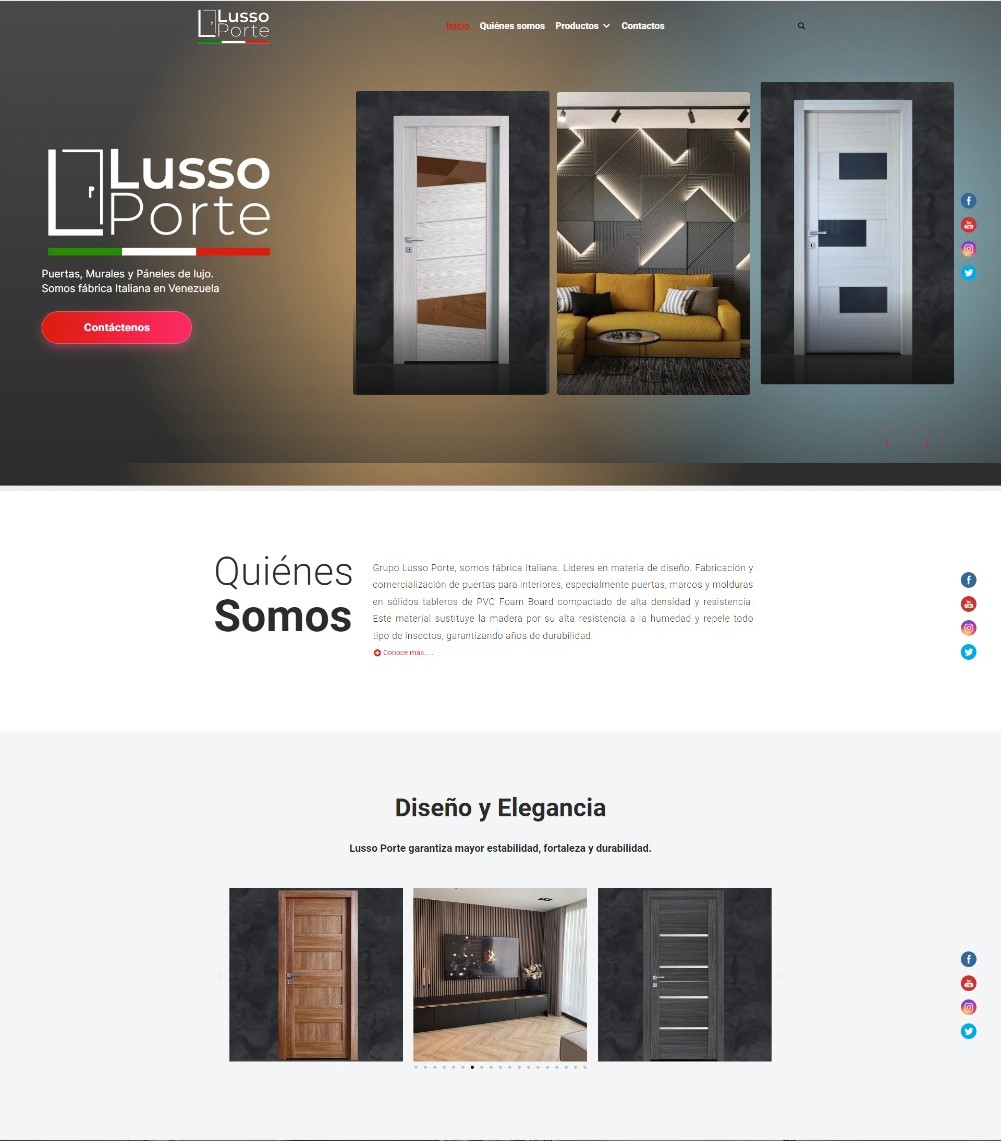 Lusso
Porte
Inicio Quiénes somos Productos Contactos
Lusso
Porte
Puertas, Murales y Páneles de lujo.
Somos fábrica Italiana en Venezuela
Contáctenos
Quiénes
Somos
Grupo Lusso Porte, somos fábrica Italiana. Líderes en materia de diseño. Fabricación y
comercialización de puertas para interiores, especialmente puertas, marcos y molduras
en sólidos tableros de PVC Foam Board compactado de alta densidad y resistencia.
Este material sustituye la madera por su alta resistencia a la humedad y repele todo
tipo de insectos, garantizando años de durabilidad.
Conoce más.....
Diseño y Elegancia
Lusso Porte garantiza mayor estabilidad, fortaleza y durabilidad.